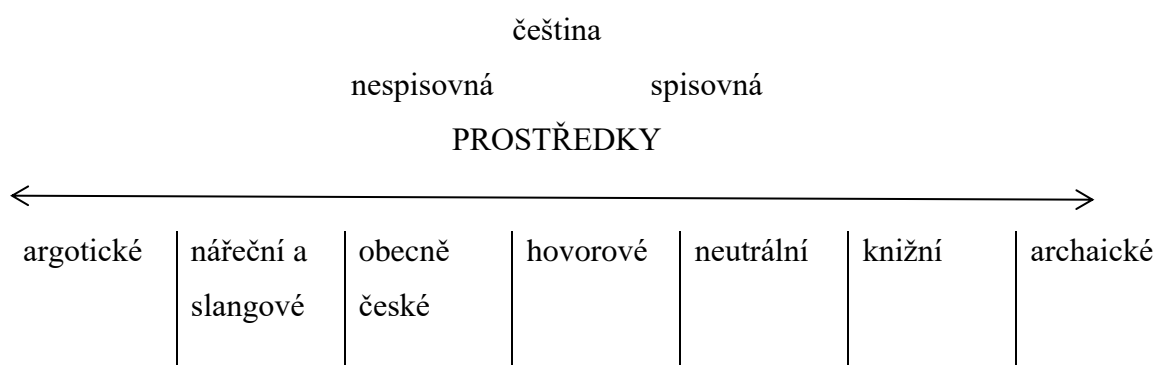 čeština
nespisovná spisovná
PROSTŘEDKY
argotické nářeční a obecně hovorové neutrální knižní archaické
slangové české